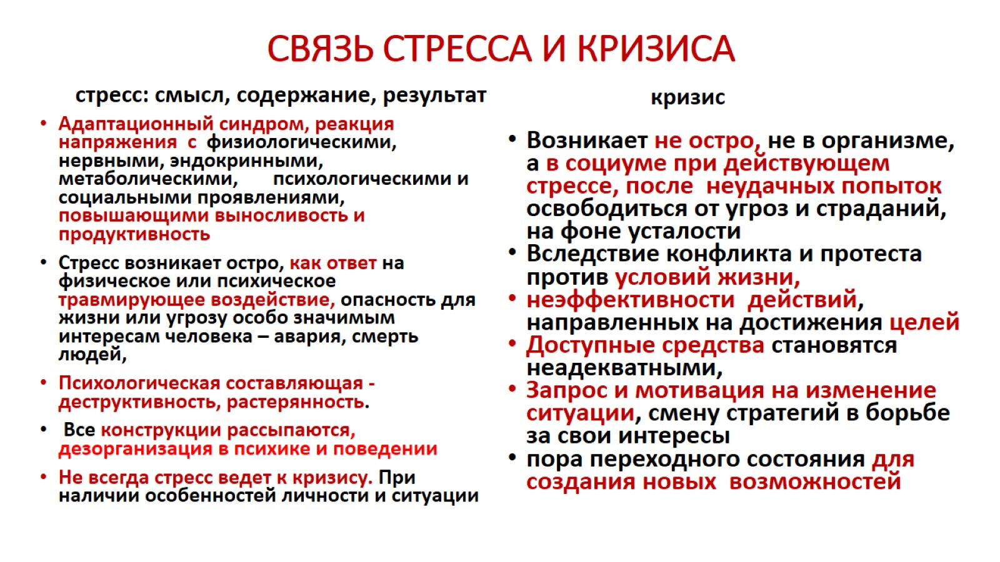 СВЯЗЬ СТРЕССА И КРИЗИСА
стресс: смысл, содержание, результат
• Адаптационный синдром, реакция
напряжения с физиологическими,
нервными, эндокринными,
метаболическими, психологическими и
социальными проявлениями,
повышающими выносливость и
продуктивность
• Стресс возникает остро, как ответ на
физическое или психическое
травмирующее воздействие, опасность для
жизни или угрозу особо значимым
интересам человека – авария, смерть
людей,
• Психологическая составляющая -
деструктивность, растерянность.
• Все конструкции рассыпаются,
дезорганизация в психике и поведении
• Не всегда стресс ведет к кризису. При
наличии особенностей личности и ситуации
кризис
• Возникает не остро, не в организме,
а в социуме при действующем
стрессе, после неудачных попыток
освободиться от угроз и страданий,
на фоне усталости
• Вследствие конфликта и протеста
против условий жизни,
• неэффективности действий,
направленных на достижения целей
• Доступные средства становятся
неадекватными,
• Запрос и мотивация на изменение
ситуации, смену стратегий в борьбе
за свои интересы
• пора переходного состояния для
создания новых возможностей